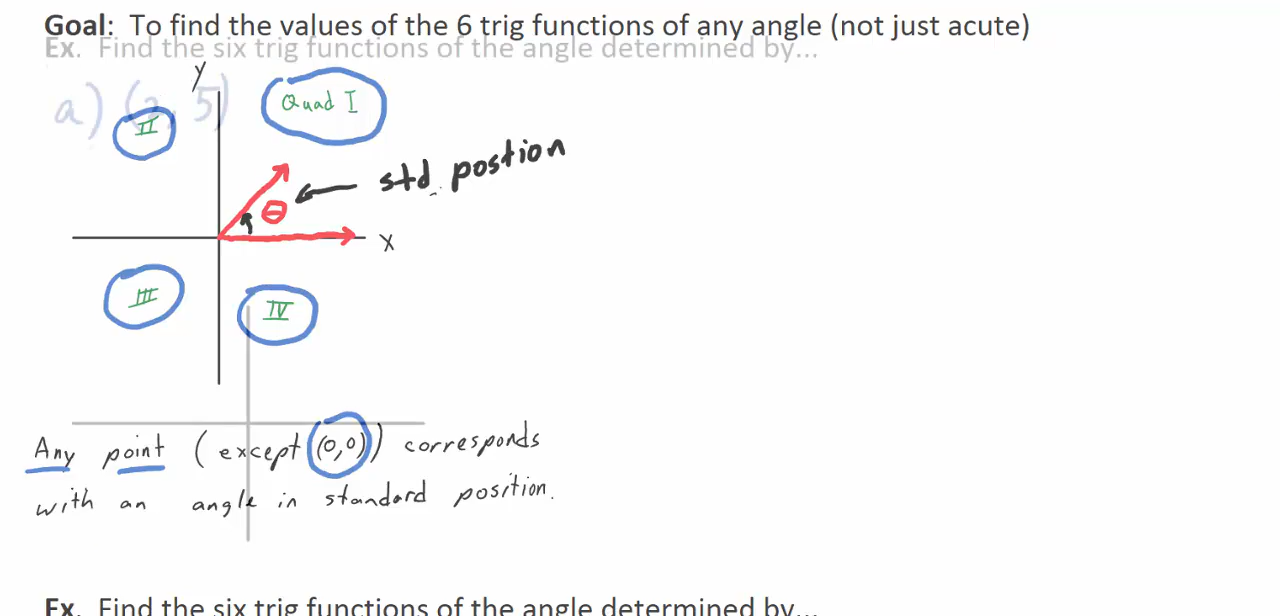 Goal: To find the values of the 6 trig functions of any angle (not just acute)
Ex. Find the six trig functions of the angle determined by...
y
a) (2, 5)
Quad I
II
std. postion
θ
x
III
IV
Any point (except (0,0)) corresponds
with an angle in standard position.
Ex. Find the six trig functions of the angle determined by...